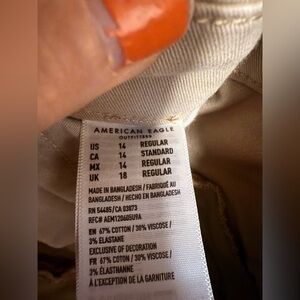 AMERICAN EAGLE
OUTFITTERS
US 14 REGULAR
CA 14 STANDARD
MX 14 REGULAR
UK 18 REGULAR
MADE IN BANGLADESH / FABRIQUÉ AU
BANGLADESH / HECHO EN BANGLADESH
RN 54485/ CA 03873
RFC# AEM120605U9A
EN 67% COTTON / 30% VISCOSE /
3% ELASTANE
EXCLUSIVE OF DECORATION
FR 67% COTON / 30% VISCOSE /
3% ÉLASTHANNE
À L'EXCEPTION DE LA GARNITURE